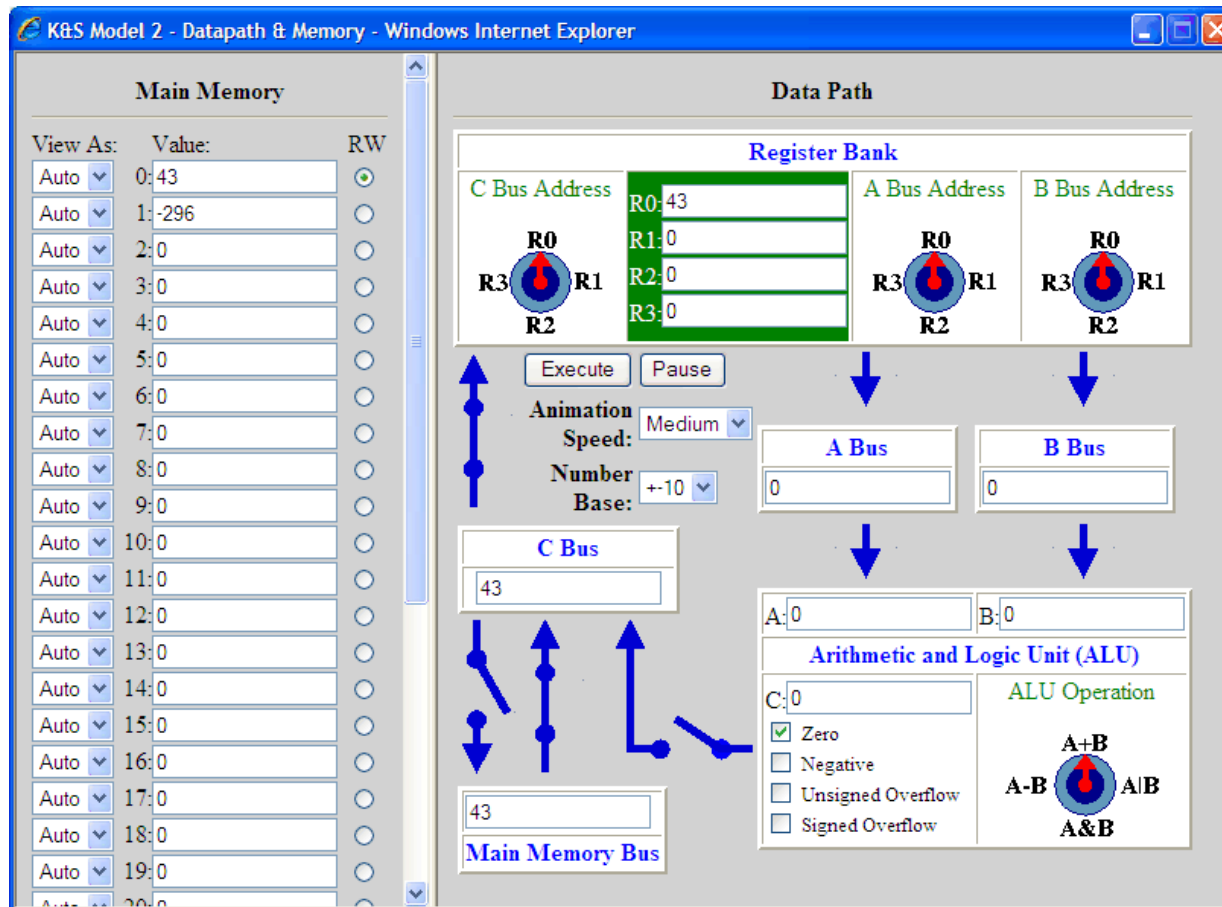 K&S Model 2 - Datapath & Memory - Windows Internet Explorer
Main Memory
View As: Value: RW
Auto 0: 43
Auto 1: -296
Auto 2: 0
Auto 3: 0
Auto 4: 0
Auto 5: 0
Auto 6: 0
Auto 7: 0
Auto 8: 0
Auto 9: 0
Auto 10: 0
Auto 11: 0
Auto 12: 0
Auto 13: 0
Auto 14: 0
Auto 15: 0
Auto 16: 0
Auto 17: 0
Auto 18: 0
Auto 19: 0
Data Path
Register Bank
C Bus Address
R0
R3 R1
R2
R0: 43
R1: 0
R2: 0
R3: 0
A Bus Address
R0
R3 R1
R2
B Bus Address
R0
R3 R1
R2
Execute Pause
Animation
Speed: Medium
Number
Base: +-10
A Bus
0
B Bus
0
C Bus
43
A: 0 B: 0
Arithmetic and Logic Unit (ALU)
C: 0
Zero
Negative
Unsigned Overflow
Signed Overflow
ALU Operation
A+B
A-B A|B
A&B
43
Main Memory Bus